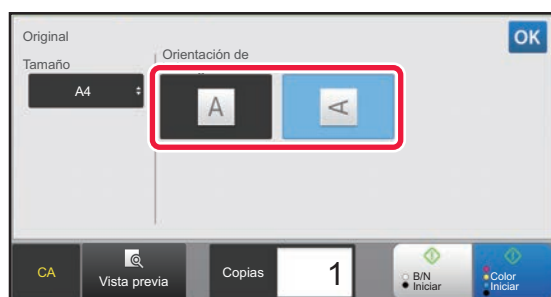 Original
OK
Tamaño
Orientación de
A4
A
A
CA
Vista previa
Copias
1
B/N
Iniciar
Color
Iniciar